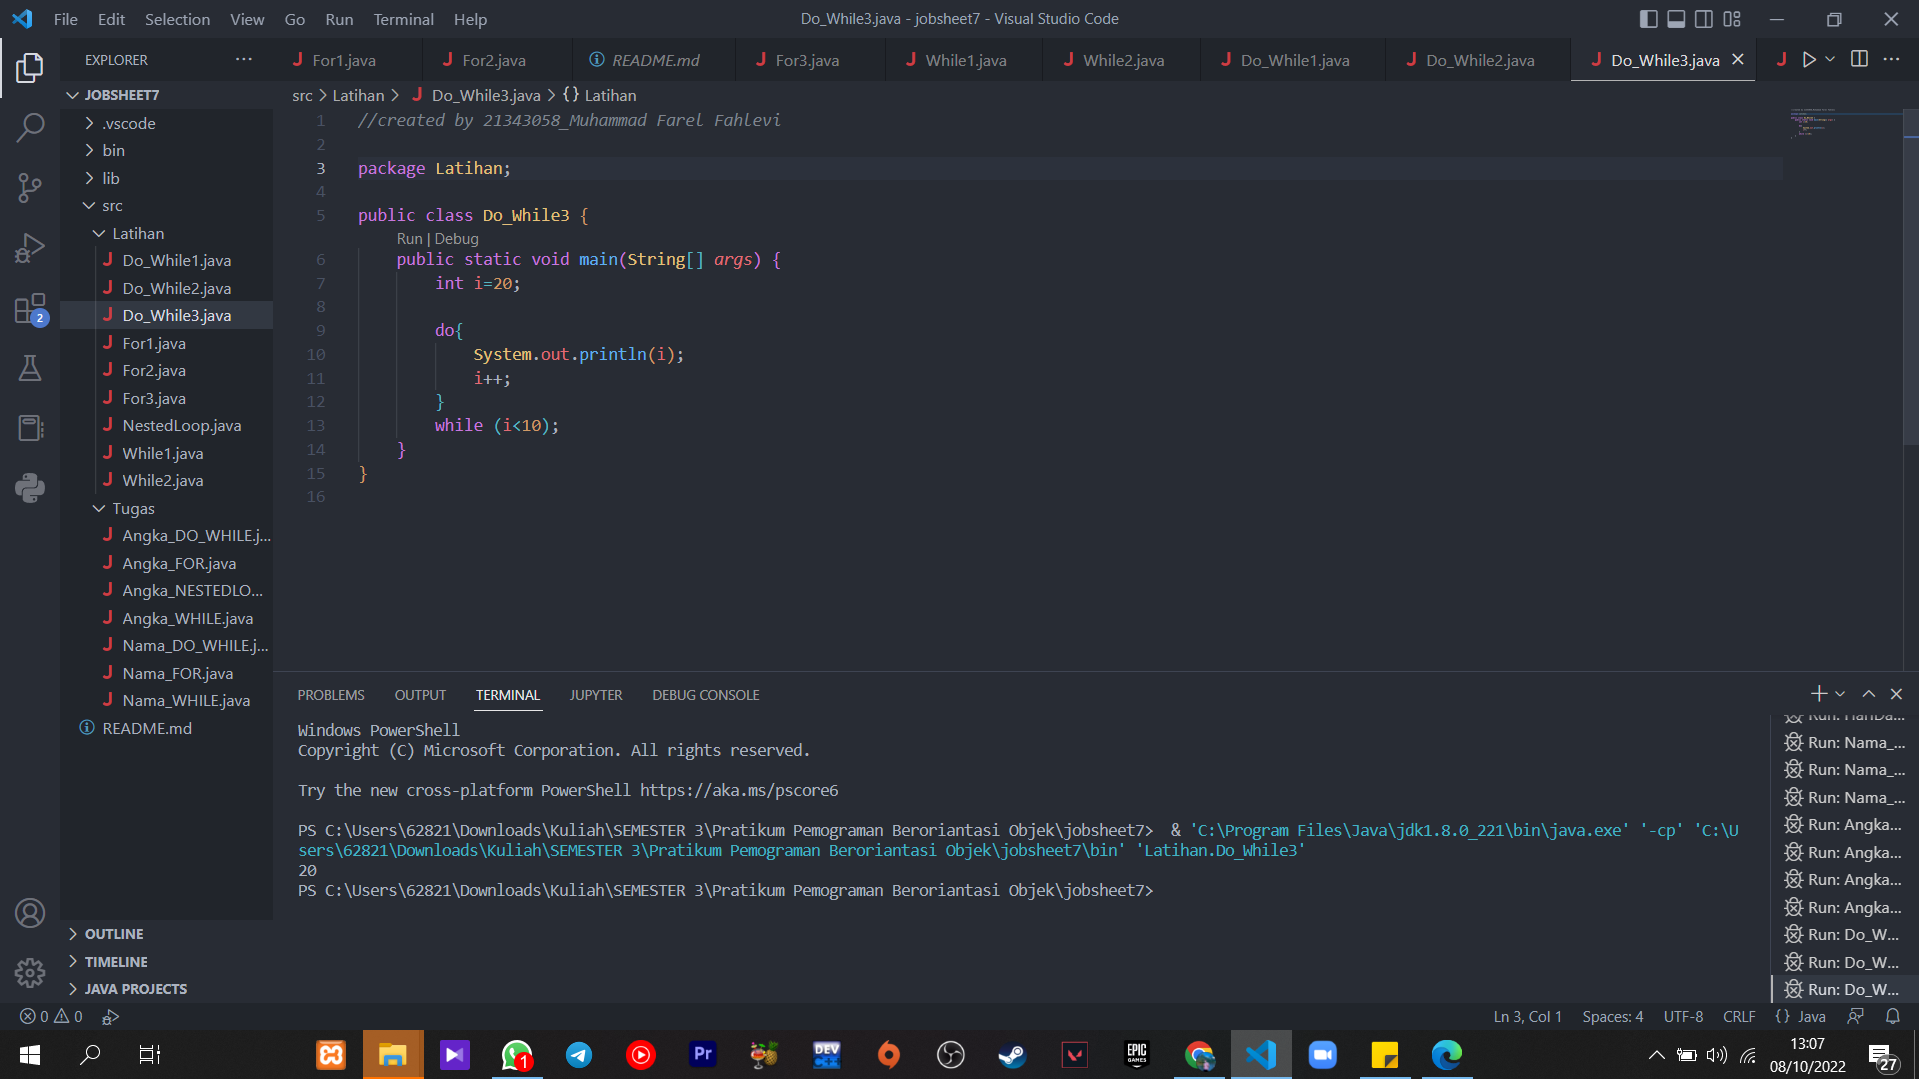 File Edit Selection View Go Run Terminal Help
Do_While3.java - jobsheet7 - Visual Studio Code
EXPLORER
For1.java For2.java README.md For3.java While1.java While2.java Do_While1.java Do_While2.java Do_While3.java
src > Latihan > Do_While3.java > {} Latihan
JOBSHEET7
.vscode
bin
lib
src
Latihan
Do_While1.java
Do_While2.java
Do_While3.java
For1.java
For2.java
For3.java
NestedLoop.java
While1.java
While2.java
Tugas
Angka_DO_WHILE.j...
Angka_FOR.java
Angka_NESTEDLO...
Angka_WHILE.java
Nama_DO_WHILE.j...
Nama_FOR.java
Nama_WHILE.java
README.md
OUTLINE
TIMELINE
JAVA PROJECTS
2
1 //created by 21343058_Muhammad Farel Fahlevi
2
3 package Latihan;
4
5 public class Do_While3 {
Run | Debug
6 public static void main(String[] args) {
7 int i=20;
8
9 do{
10 System.out.println(i);
11 i++;
12 }
13 while (i<10);
14 }
15 }
16
PROBLEMS OUTPUT TERMINAL JUPYTER DEBUG CONSOLE
Windows PowerShell
Copyright (C) Microsoft Corporation. All rights reserved.
Try the new cross-platform PowerShell https://aka.ms/pscore6
PS C:\Users\62821\Downloads\Kuliah\SEMESTER 3\Pratikum Pemograman Beroriantasi Objek\jobsheet7> & 'C:\Program Files\Java\jdk1.8.0_221\bin\java.exe' '-cp' 'C:\U
sers\62821\Downloads\Kuliah\SEMESTER 3\Pratikum Pemograman Beroriantasi Objek\jobsheet7\bin' 'Latihan.Do_While3'
20
PS C:\Users\62821\Downloads\Kuliah\SEMESTER 3\Pratikum Pemograman Beroriantasi Objek\jobsheet7>
Run: Nama_...
Run: Nama_...
Run: Nama_...
Run: Angka...
Run: Angka...
Run: Angka...
Run: Angka...
Run: Do_W...
Run: Do_W...
Run: Do_W...
0 0
Ln 3, Col 1 Spaces: 4 UTF-8 CRLF {} Java
1
Pr
DEV C++
EPIC GAMES
13:07
08/10/2022
27